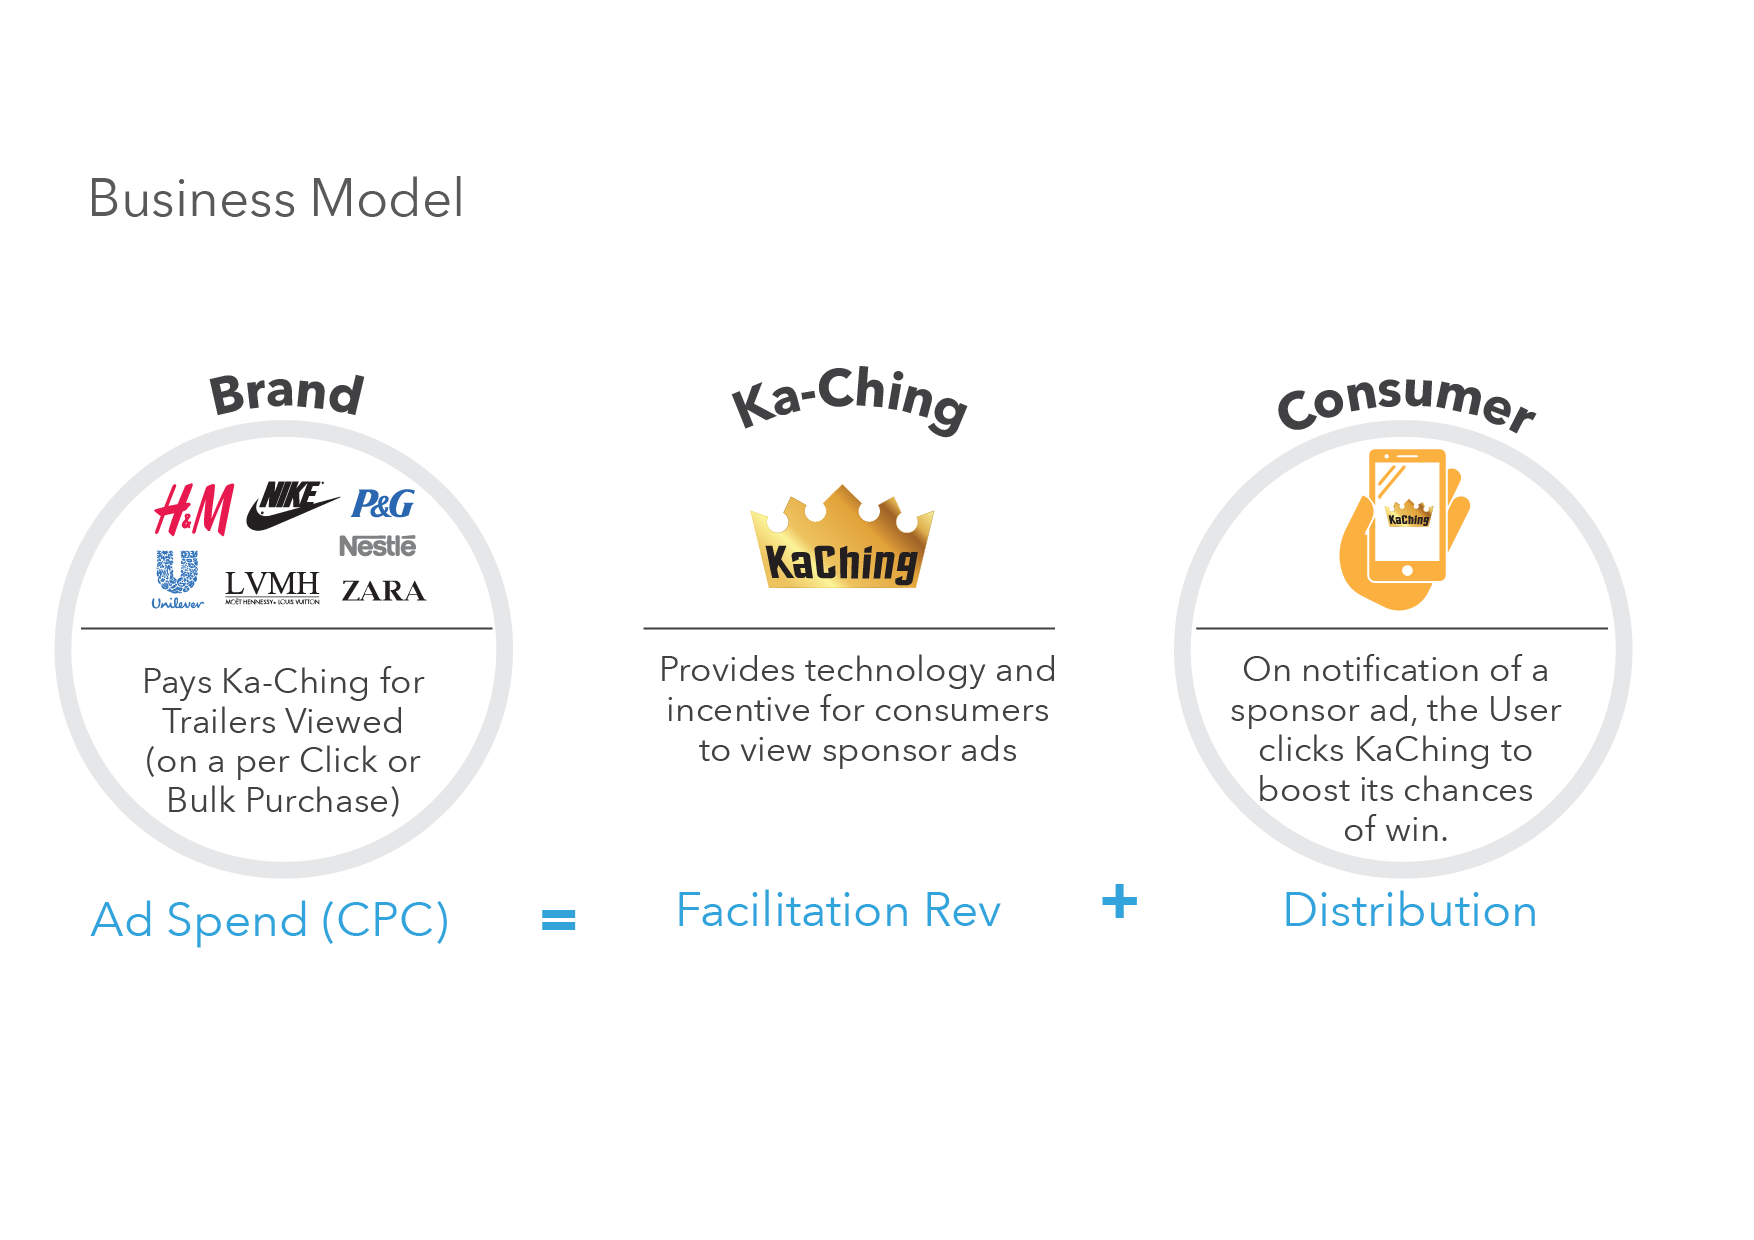 Business Model
Brand
H&M
NIKE
P&G
Nestlé
Unilever
LVMH
MOËT HENNESSY • LOUIS VUITTON
ZARA
Pays Ka-Ching for
Trailers Viewed
(on a per Click or
Bulk Purchase)
Ad Spend (CPC)
=
Ka-Ching
KaChing
Provides technology and
incentive for consumers
to view sponsor ads
Facilitation Rev
+
Consumer
KaChing
On notification of a
sponsor ad, the User
clicks KaChing to
boost its chances
of win.
Distribution